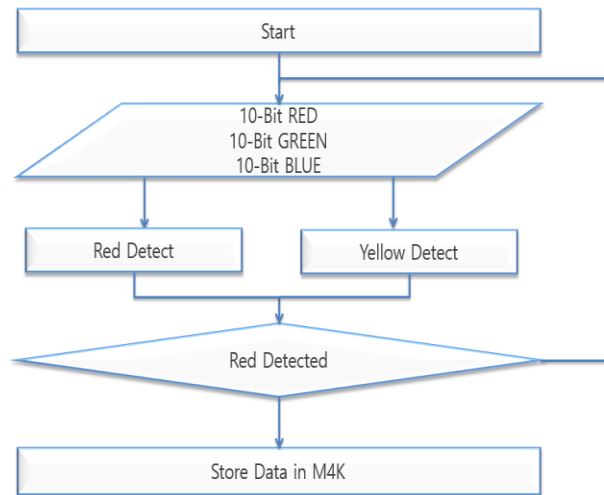 Start
10-Bit RED
10-Bit GREEN
10-Bit BLUE
Red Detect
Yellow Detect
Red Detected
Store Data in M4K